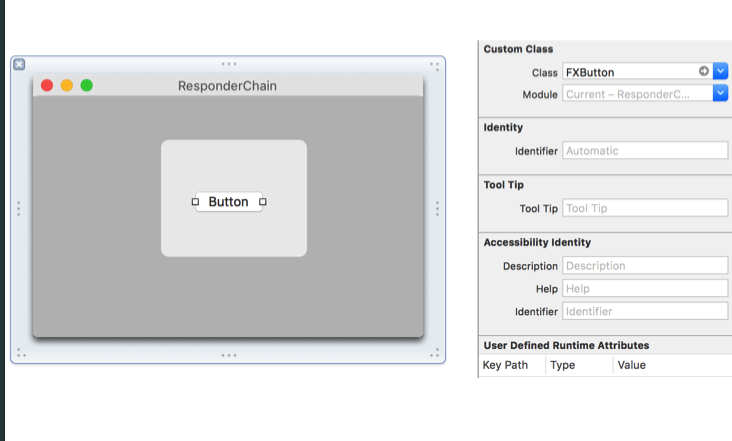 ResponderChain
Button
Custom Class
Class FXButton
Module Current – ResponderC...
Identity
Identifier Automatic
Tool Tip
Tool Tip Tool Tip
Accessibility Identity
Description Description
Help Help
Identifier Identifier
User Defined Runtime Attributes
Key Path Type Value